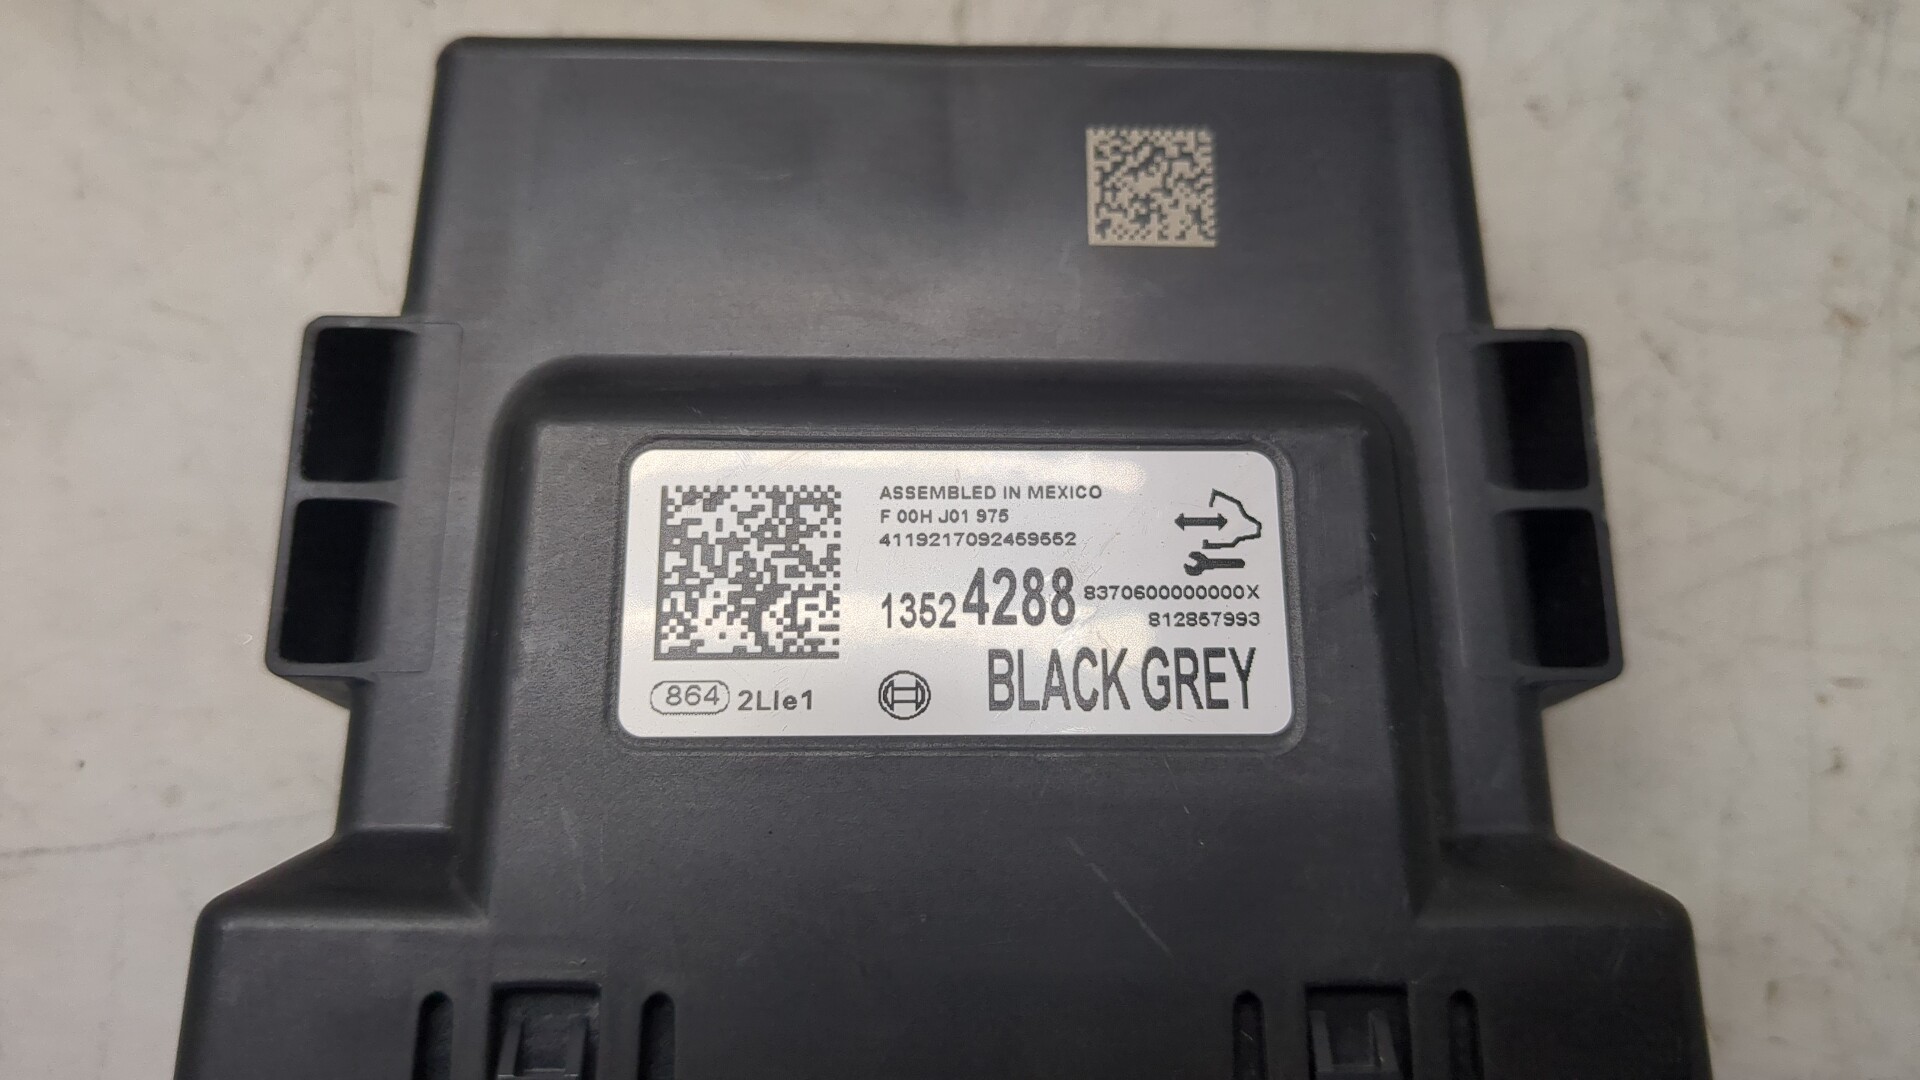 ASSEMBLED IN MEXICO
F 00H J01 975
4119217092459552
13524288 8370600000000X
812857993
BLACK GREY
864 2LIe1